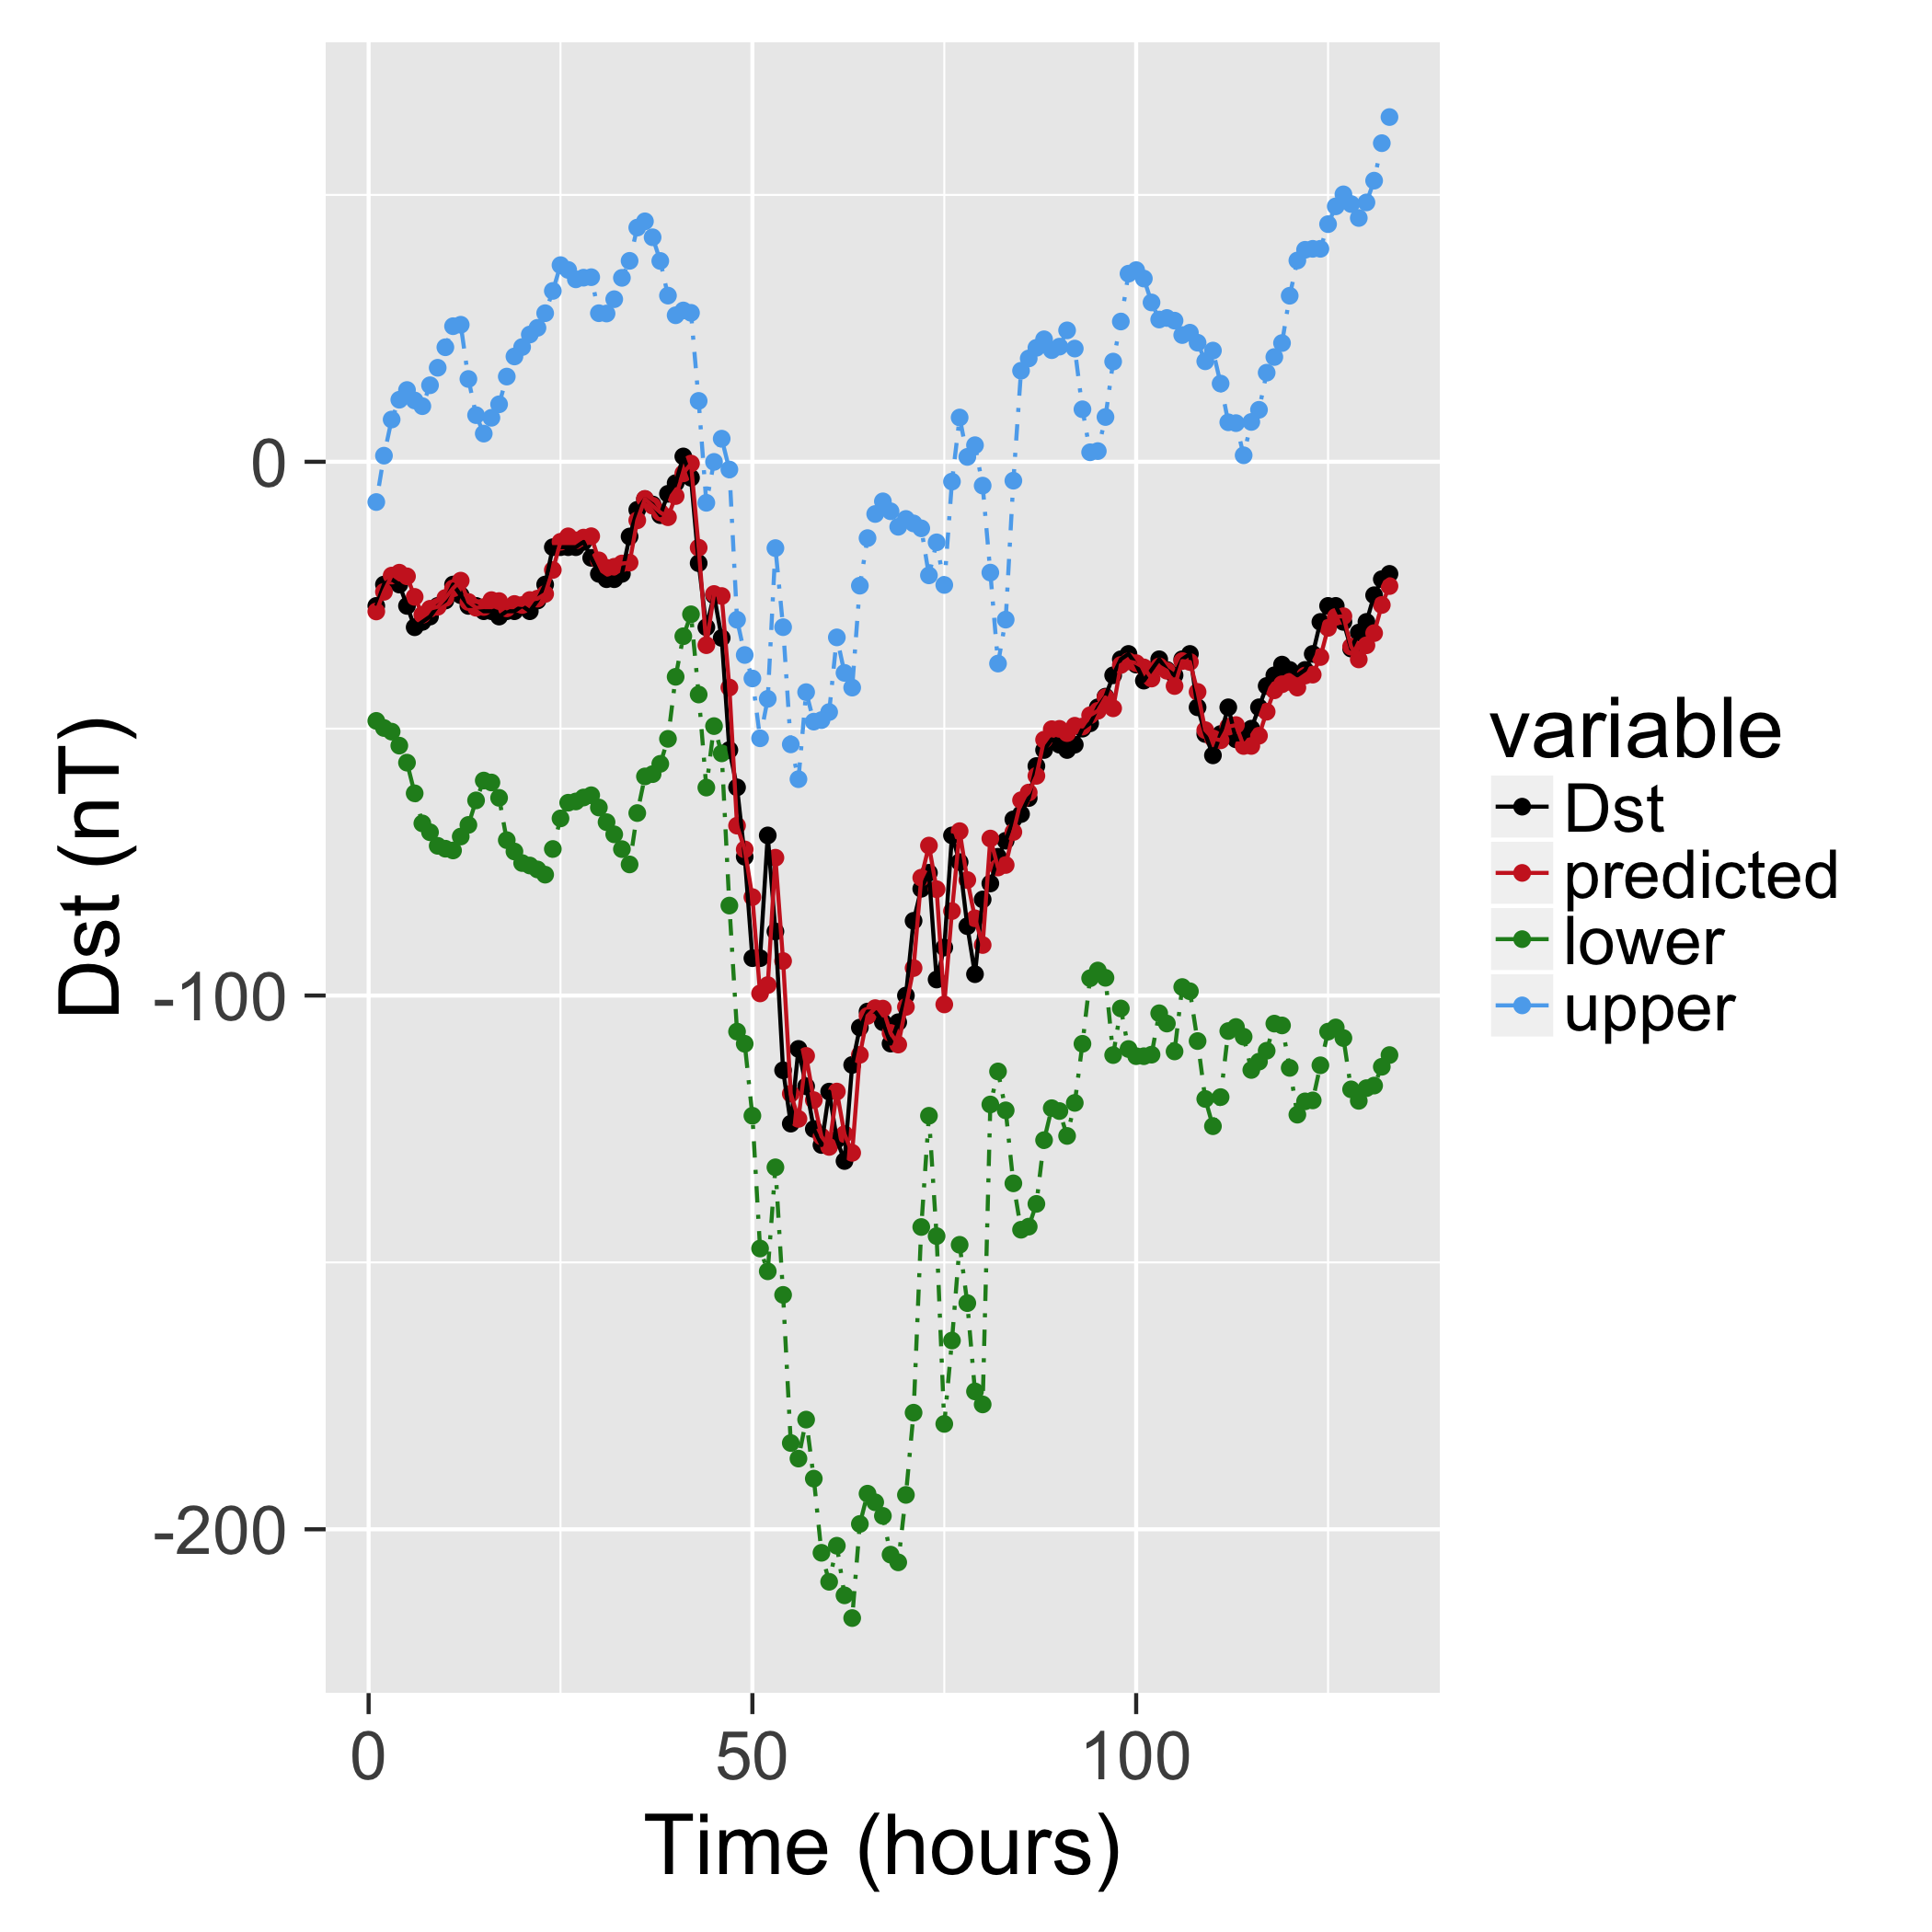 0
-100
-200
Dst (nT)
0
50
100
Time (hours)
variable
Dst
predicted
lower
upper